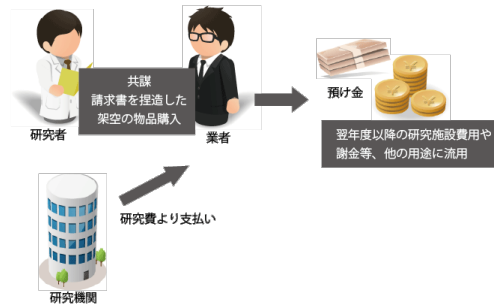 共謀
請求書を捏造した
架空の物品購入
研究者
業者
預け金
翌年度以降の研究施設費用や
謝金等、他の用途に流用
研究費より支払い
研究機関